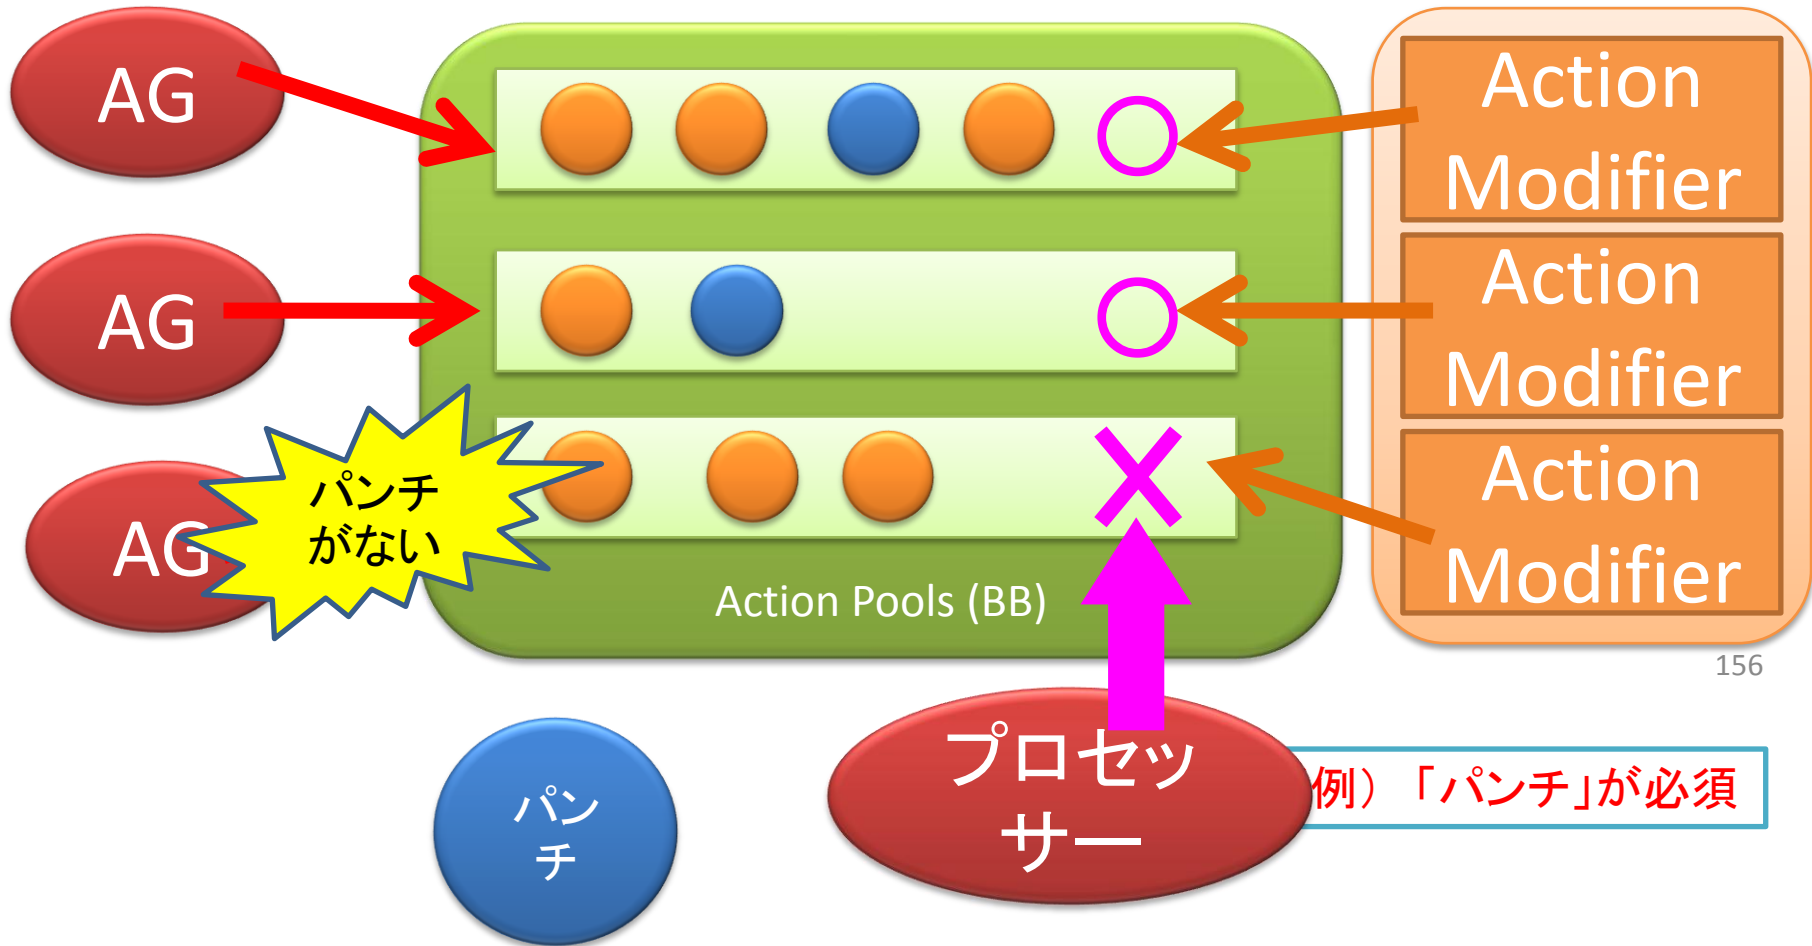 AG
Action
Modifier
AG
Action
Modifier
パンチ
がない
AG
Action
Modifier
Action Pools (BB)
156
プロセッ
サー
例）「パンチ」が必須
パン
チ